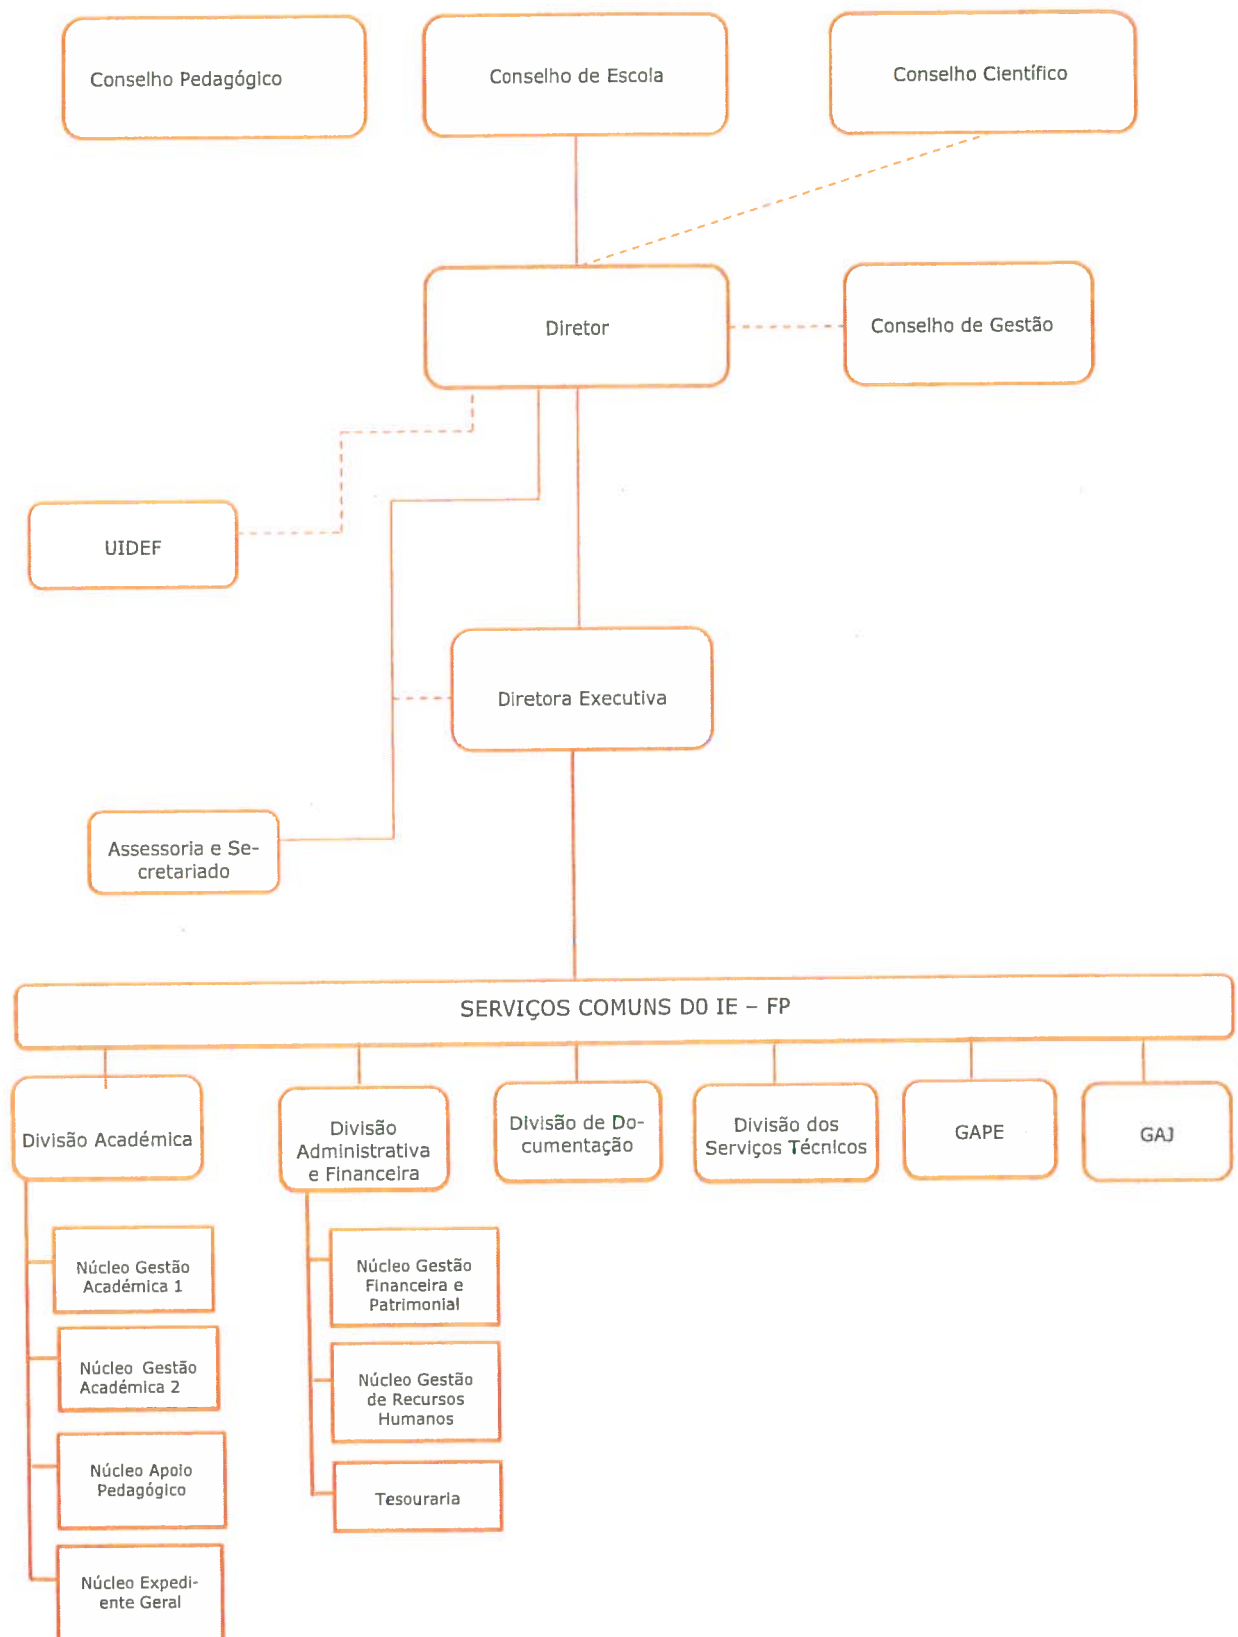 Conselho Pedagógico
Conselho de Escola
Conselho Científico
Diretor
Conselho de Gestão
UIDEF
Diretora Executiva
Assessoria e Se-
cretariado
SERVIÇOS COMUNS D0 IE – FP
Divisão Académica
Divisão
Administrativa
e Financeira
Divisão de Do-
cumentação
Divisão dos
Serviços Técnicos
GAPE
GAJ
Núcleo Gestão
Académica 1
Núcleo Gestão
Académica 2
Núcleo Apoio
Pedagógico
Núcleo Expedi-
ente Geral
Núcleo Gestão
Financeira e
Patrimonial
Núcleo Gestão
de Recursos
Humanos
Tesouraria